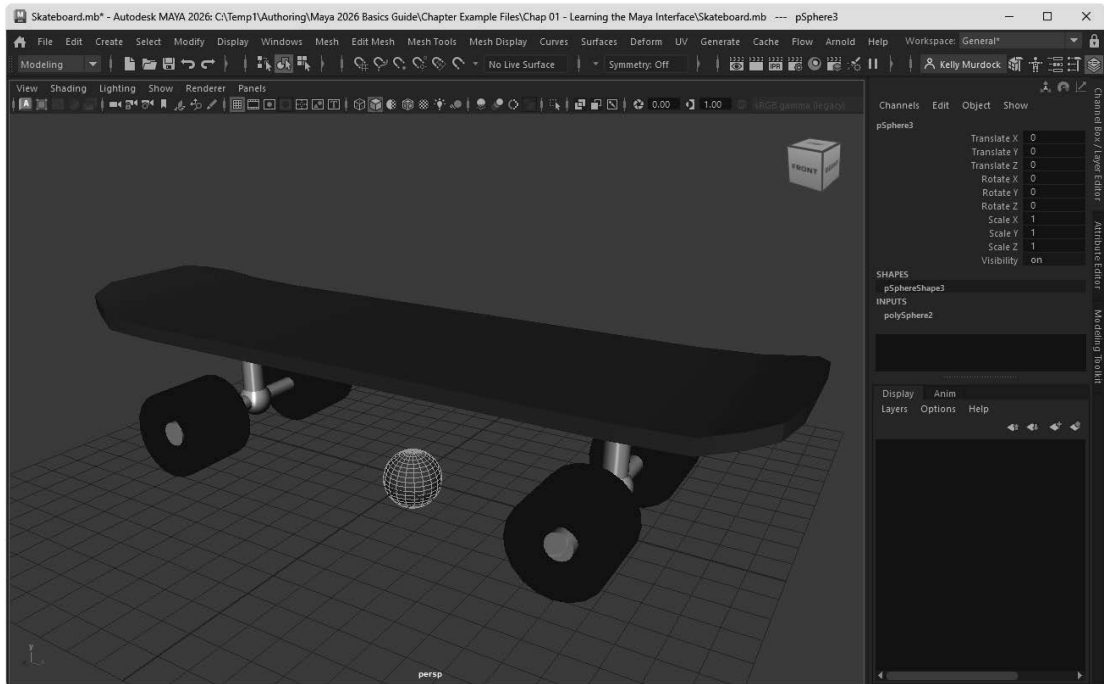 Skateboard.mb* - Autodesk MAYA 2026: C:\Temp1\Authoring\Maya 2026 Basics Guide\Chapter Example Files\Chap 01 - Learning the Maya Interface\Skateboard.mb --- pSphere3
File Edit Create Select Modify Display Windows Mesh Edit Mesh Mesh Tools Mesh Display Curves Surfaces Deform UV Generate Cache Flow Arnold Help Workspace: General*
Modeling No Live Surface Symmetry: Off Kelly Murdock
View Shading Lighting Show Renderer Panels
0.00 1.00 sRGB gamma (legacy)
Channels Edit Object Show
pSphere3
Translate X 0
Translate Y 0
Translate Z 0
Rotate X 0
Rotate Y 0
Rotate Z 0
Scale X 1
Scale Y 1
Scale Z 1
Visibility on
SHAPES
pSphereShape3
INPUTS
polySphere2
Display Anim
Layers Options Help
Channel Box / Layer Editor
Attribute Editor
Modeling Toolkit
FRONT
persp
y